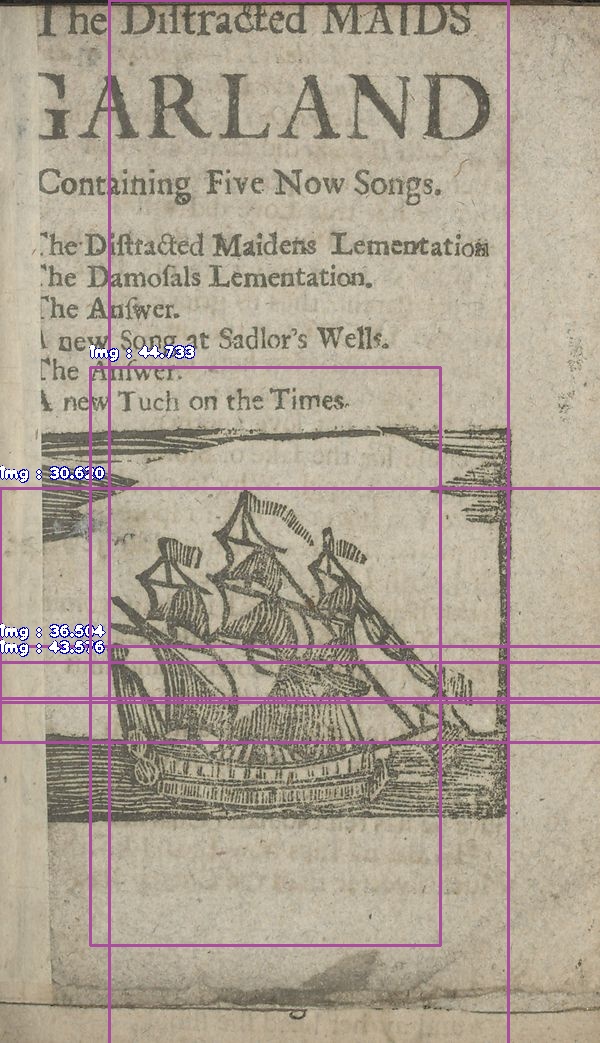 The Diſtracted MAIDS
GARLAND
Containing Five Now Songs.
The Diſtracted Maidens Lementation
The Damoſals Lementation.
The Anſwer.
A new Song at Sadlor's Wells.
The Anſwer.
A new Tuch on the Times.
Img : 44.733
Img : 30.620
Img : 36.504
Img : 43.576